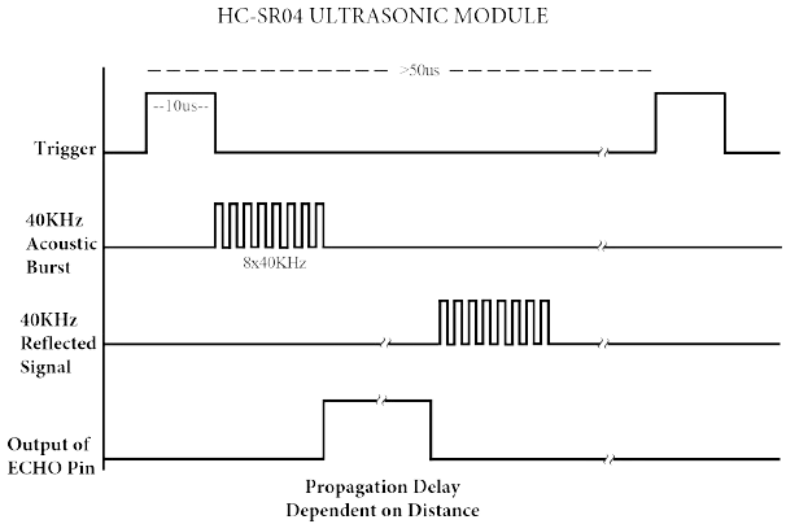 HC-SR04 ULTRASONIC MODULE
>50us
--10us--
Trigger
40KHz
Acoustic
Burst
8x40KHz
40KHz
Reflected
Signal
Output of
ECHO Pin
Propagation Delay
Dependent on Distance